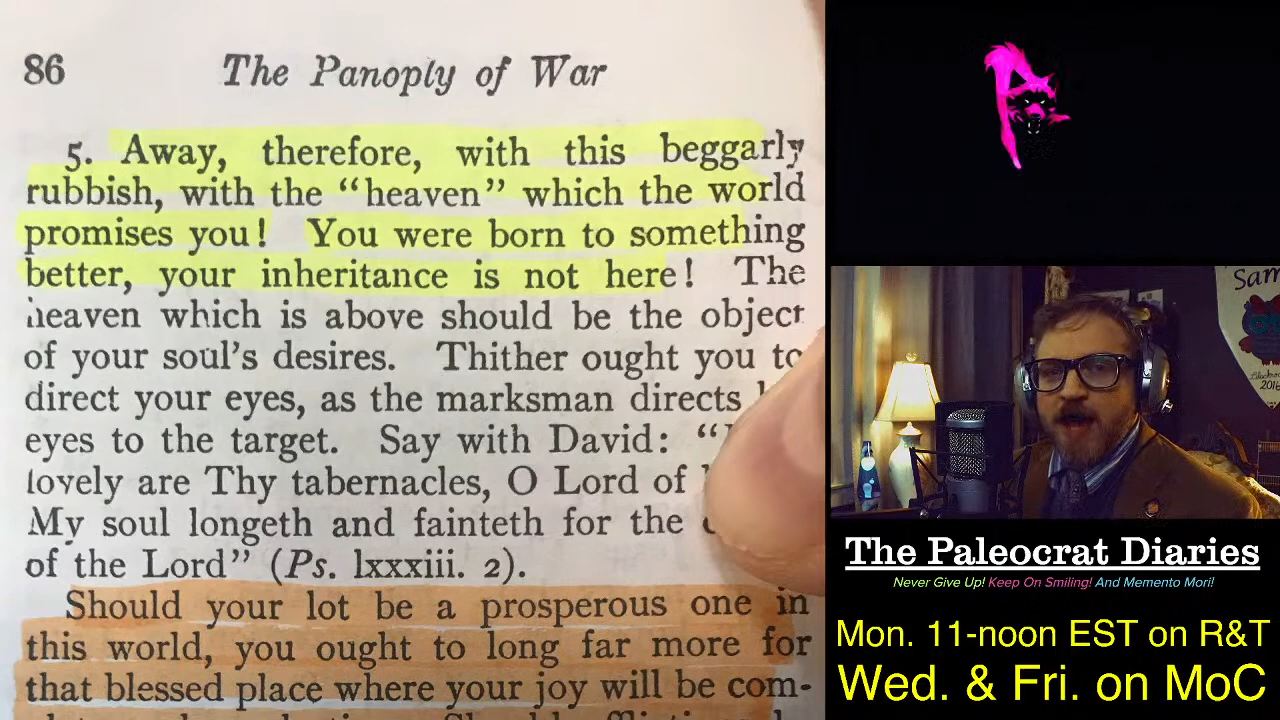 86 The Panoply of War
5. Away, therefore, with this beggarly
rubbish, with the “heaven” which the world
promises you! You were born to something
better, your inheritance is not here! The
heaven which is above should be the object
of your soul's desires. Thither ought you to
direct your eyes, as the marksman directs
eyes to the target. Say with David: “
lovely are Thy tabernacles, O Lord of
My soul longeth and fainteth for the
of the Lord” (Ps. lxxxiii. 2).
Should your lot be a prosperous one in
this world, you ought to long far more for
that blessed place where your joy will be com-
Sam
2016
The Paleocrat Diaries
Never Give Up! Keep On Smiling! And Memento Mori!
Mon. 11-noon EST on R&T
Wed. & Fri. on MoC